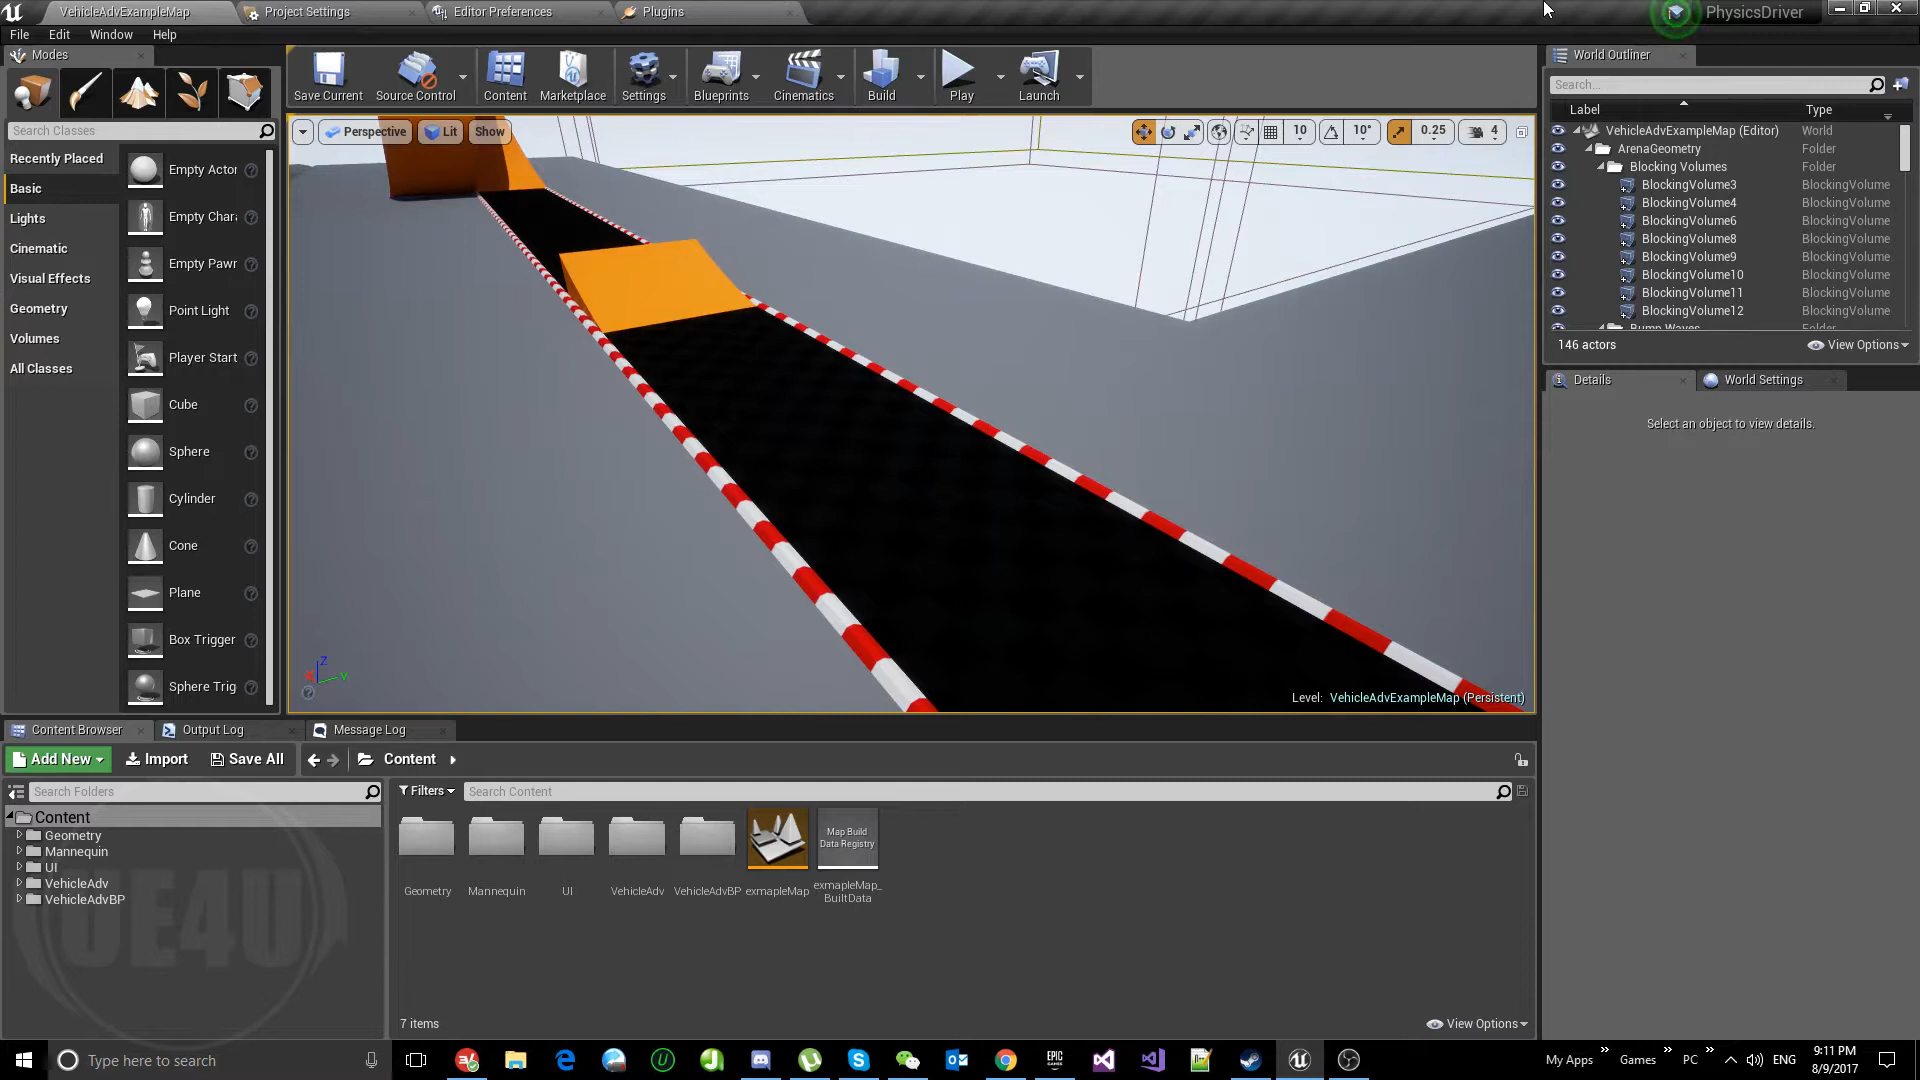 VehicleAdvExampleMap
Project Settings
Editor Preferences
Plugins
PhysicsDriver
File Edit Window Help
Modes
World Outliner
Save Current
Source Control
Content
Marketplace
Settings
Blueprints
Cinematics
Build
Play
Launch
Search...
Label
Type
Search Classes
Perspective
Lit
Show
10
10°
0.25
4
VehicleAdvExampleMap (Editor) World
ArenaGeometry Folder
Blocking Volumes Folder
BlockingVolume3 BlockingVolume
BlockingVolume4 BlockingVolume
BlockingVolume6 BlockingVolume
BlockingVolume8 BlockingVolume
BlockingVolume9 BlockingVolume
BlockingVolume10 BlockingVolume
BlockingVolume11 BlockingVolume
BlockingVolume12 BlockingVolume
Bump Waves Folder
146 actors
View Options
Recently Placed
Basic
Lights
Cinematic
Visual Effects
Geometry
Volumes
All Classes
Empty Actor
Empty Chara
Empty Pawn
Point Light
Player Start
Cube
Sphere
Cylinder
Cone
Plane
Box Trigger
Sphere Trig
Details
World Settings
Select an object to view details.
Z
X
Y
Level: VehicleAdvExampleMap (Persistent)
Content Browser
Output Log
Message Log
Add New
Import
Save All
Content
Search Folders
Filters
Search Content
Content
Geometry
Mannequin
UI
VehicleAdv
VehicleAdvBP
UE4U
Map Build
Data Registry
Geometry
Mannequin
UI
VehicleAdv
VehicleAdvBP
exmapleMap
exmapleMap_
BuiltData
7 items
View Options
Type here to search
EPIC
GAMES
My Apps
Games
PC
ENG
9:11 PM
8/9/2017